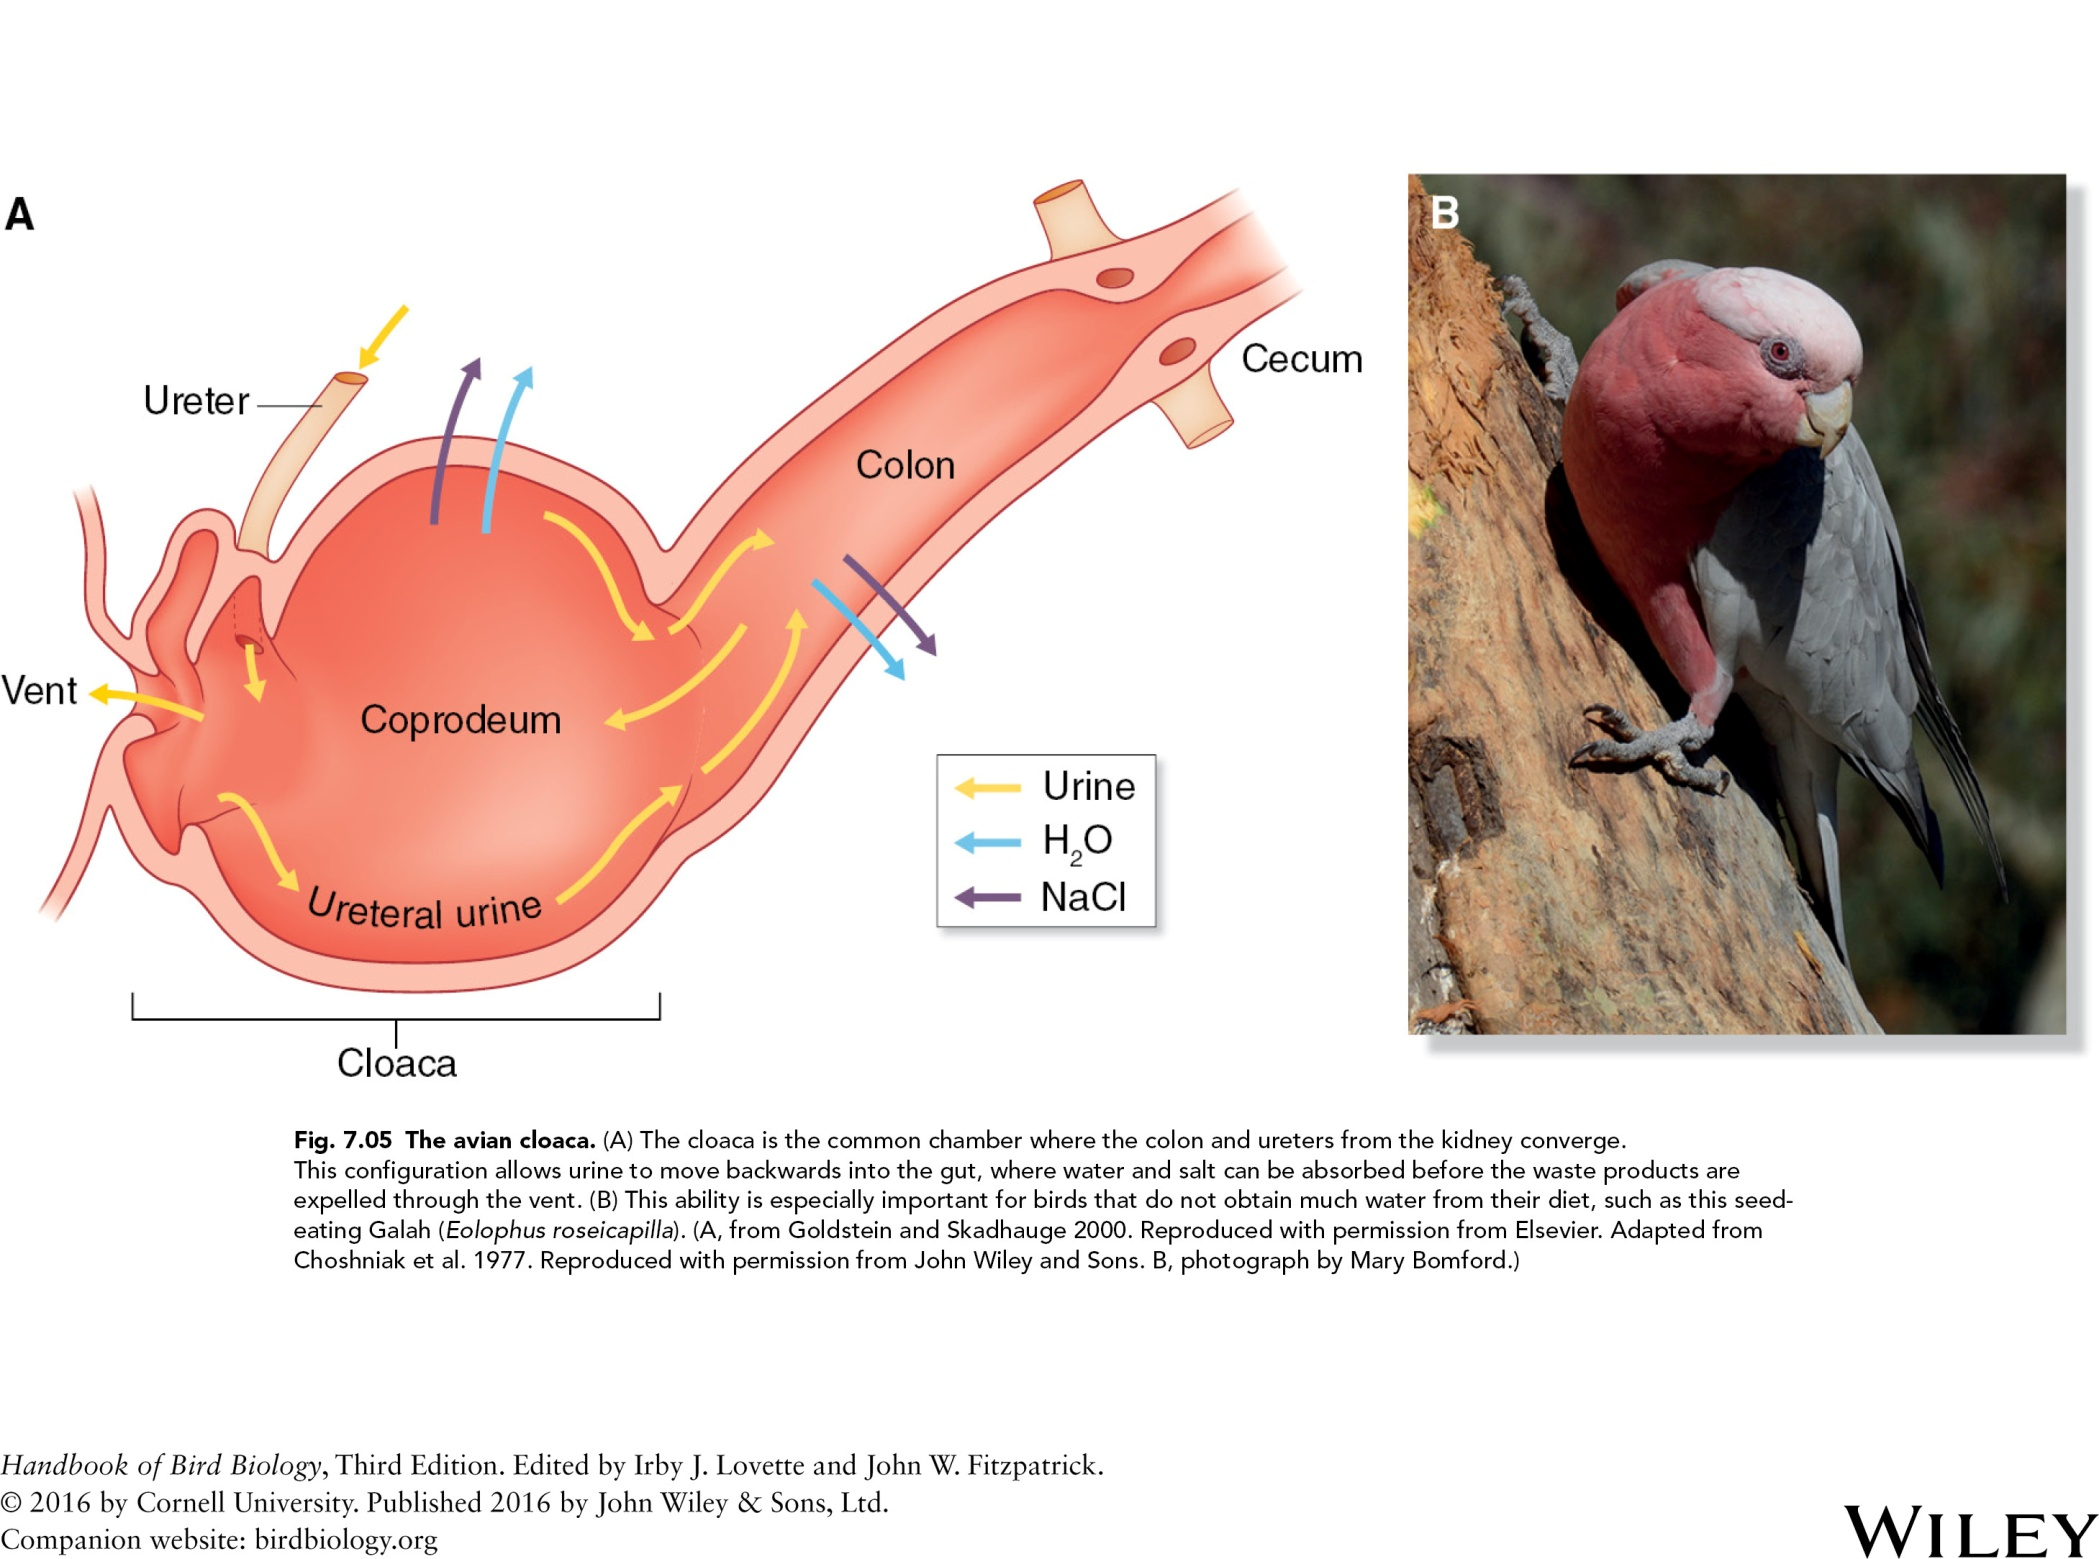 A
B
Ureter
Cecum
Colon
Vent
Coprodeum
Urine
H2O
NaCl
Ureteral urine
Cloaca
Fig. 7.05 The avian cloaca. (A) The cloaca is the common chamber where the colon and ureters from the kidney converge.
This configuration allows urine to move backwards into the gut, where water and salt can be absorbed before the waste products are
expelled through the vent. (B) This ability is especially important for birds that do not obtain much water from their diet, such as this seed-
eating Galah (Eolophus roseicapilla). (A, from Goldstein and Skadhauge 2000. Reproduced with permission from Elsevier. Adapted from
Choshniak et al. 1977. Reproduced with permission from John Wiley and Sons. B, photograph by Mary Bomford.)
Handbook of Bird Biology, Third Edition. Edited by Irby J. Lovette and John W. Fitzpatrick.
© 2016 by Cornell University. Published 2016 by John Wiley & Sons, Ltd.
Companion website: birdbiology.org
WILEY